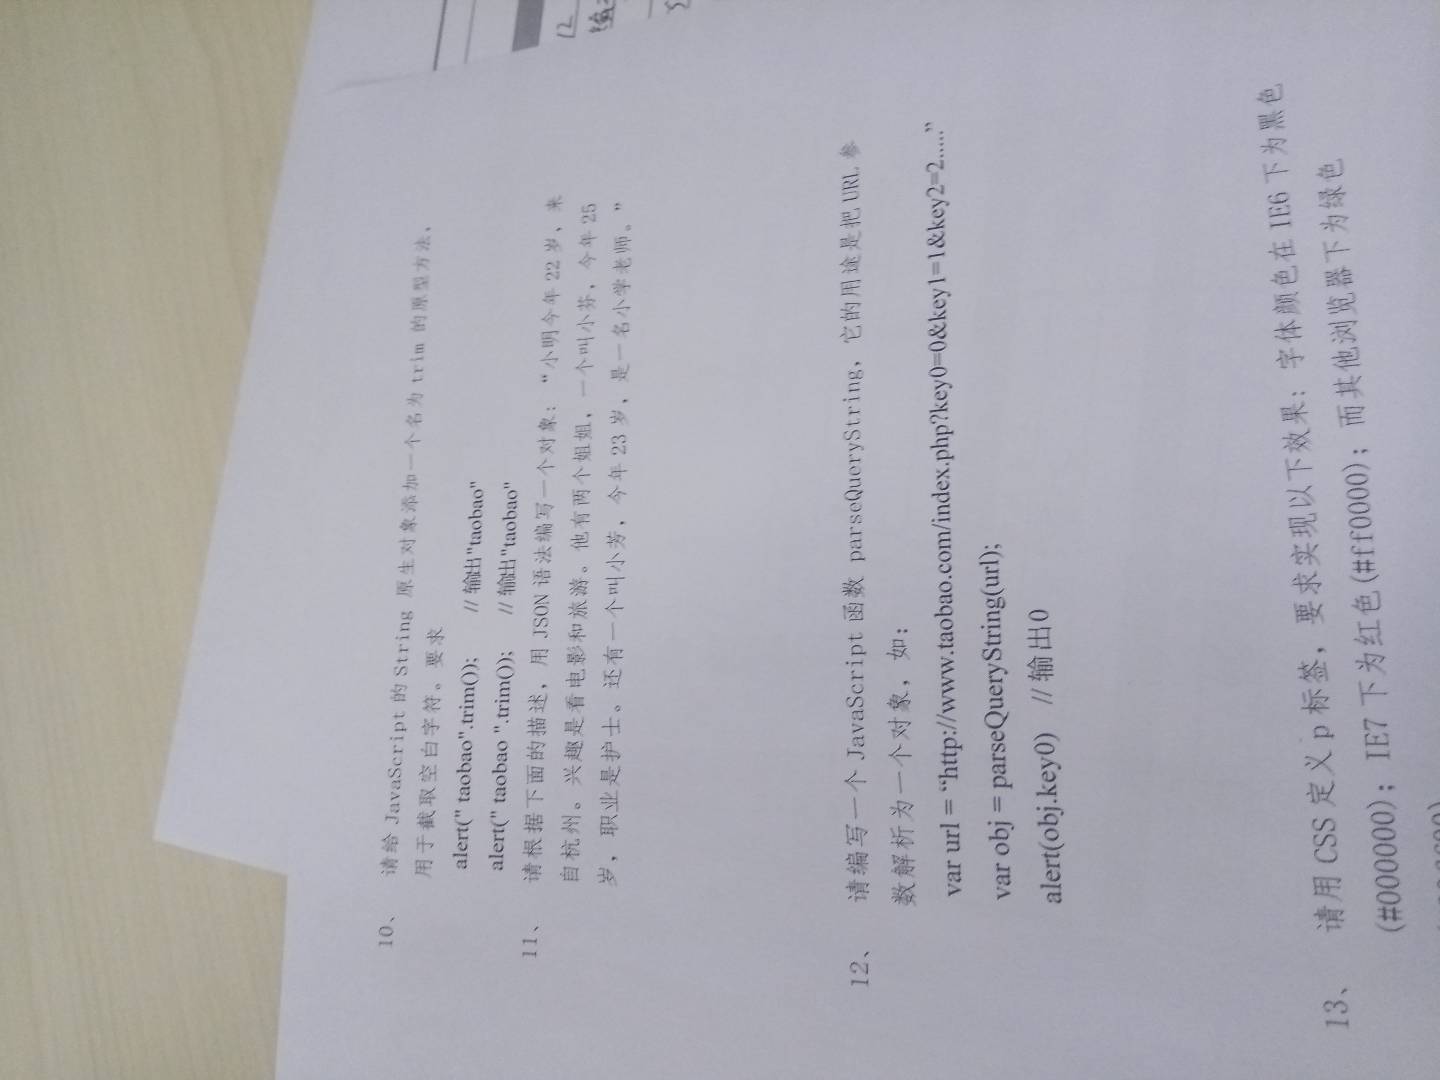 10、 请给 JavaScript 的 String 原生对象添加一个名为 trim 的原型方法，
用于截取空白字符。要求
alert(" taobao".trim()); // 输出"taobao"
alert(" taobao ".trim()); // 输出"taobao"
11、 请根据下面的描述，用 JSON 语法编写一个对象：“小明今年 22 岁，来
自杭州。兴趣是看电影和旅游。他有两个姐姐，一个叫小芬，今年 25
岁，职业是护士。还有一个叫小芳，今年 23 岁，是一名小学老师。”
12、 请编写一个 JavaScript 函数 parseQueryString，它的用途是把 URL 参
数解析为一个对象，如：
var url = “http://www.taobao.com/index.php?key0=0&key1=1&key2=2.....”
var obj = parseQueryString(url);
alert(obj.key0) // 输出0
13、 请用 CSS 定义 p 标签，要求实现以下效果：字体颜色在 IE6 下为黑色
(#000000)；IE7 下为红色(#ff0000)；而其他浏览器下为绿色